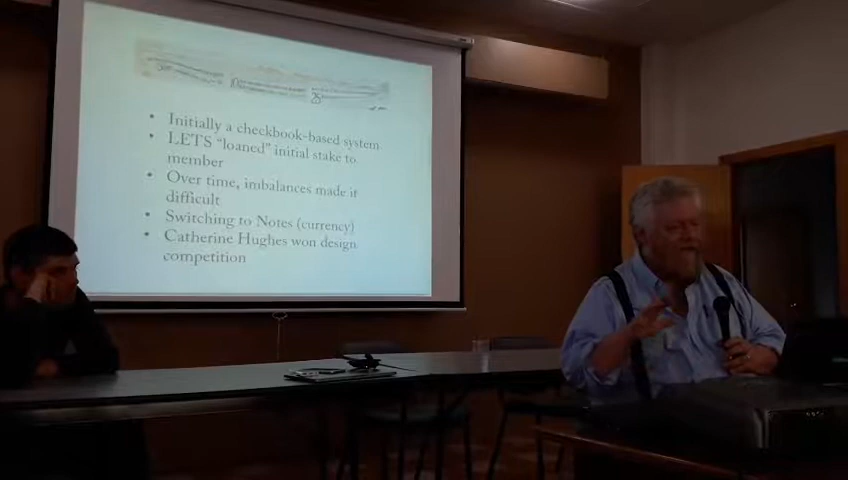 • Initially a checkbook-based system
• LETS "loaned" initial stake to
member
• Over time, imbalances made it
difficult
• Switching to Notes (currency)
• Catherine Hughes won design
competition